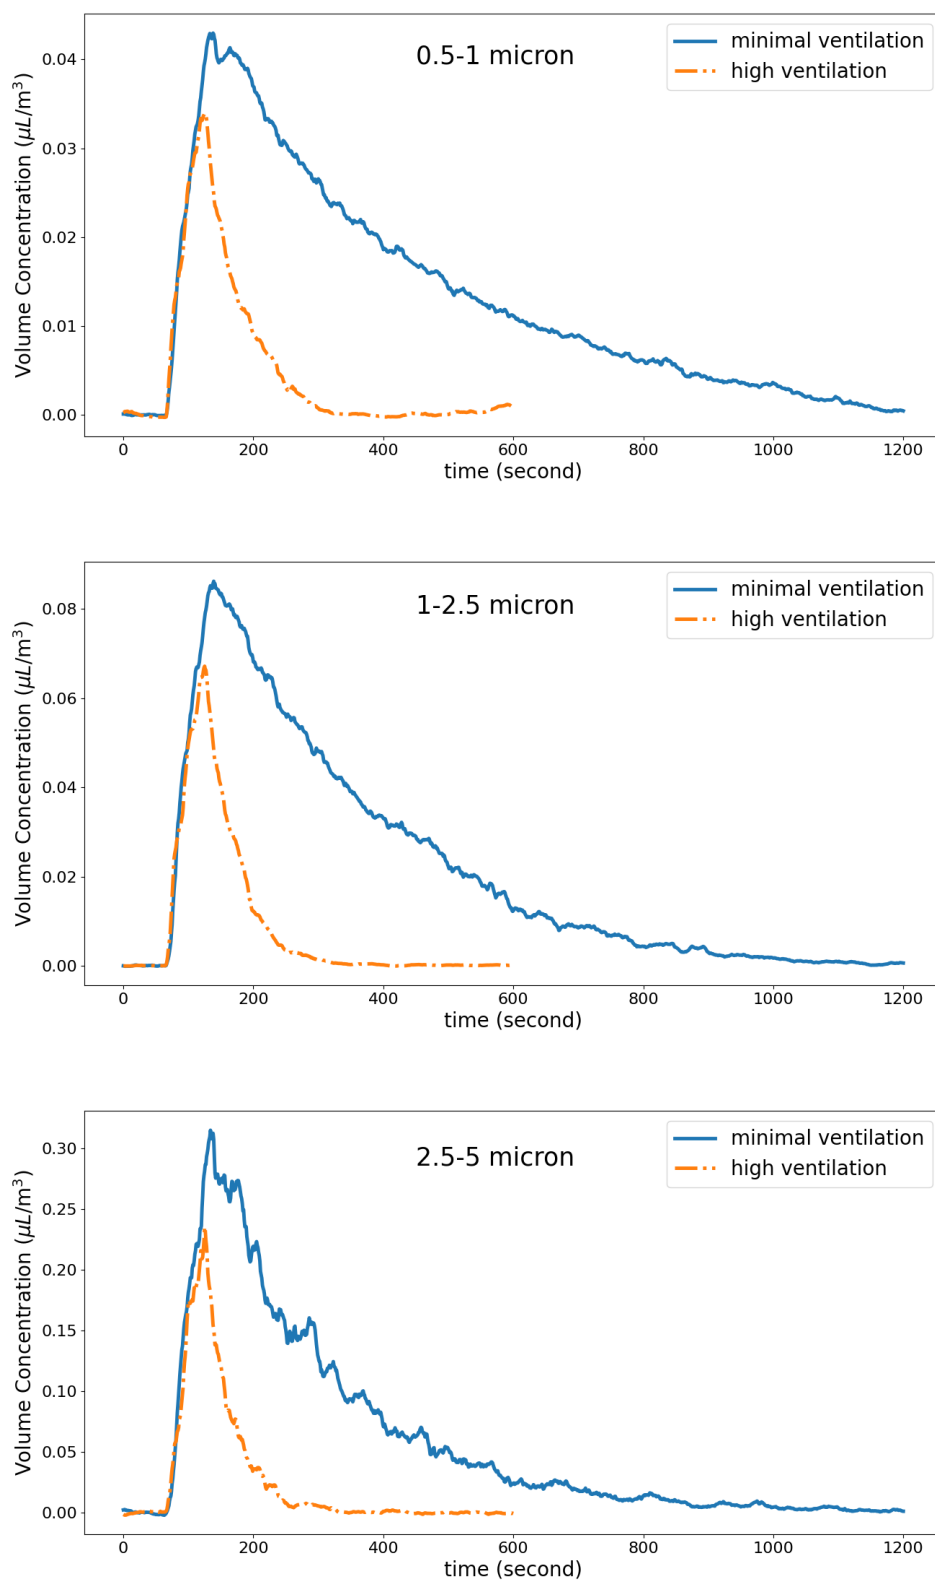 0.5-1 micron
minimal ventilation
high ventilation
Volume Concentration (μL/m³)
0.04
0.03
0.02
0.01
0.00
0 200 400 600 800 1000 1200
time (second)
1-2.5 micron
minimal ventilation
high ventilation
Volume Concentration (μL/m³)
0.08
0.06
0.04
0.02
0.00
0 200 400 600 800 1000 1200
time (second)
2.5-5 micron
minimal ventilation
high ventilation
Volume Concentration (μL/m³)
0.30
0.25
0.20
0.15
0.10
0.05
0.00
0 200 400 600 800 1000 1200
time (second)